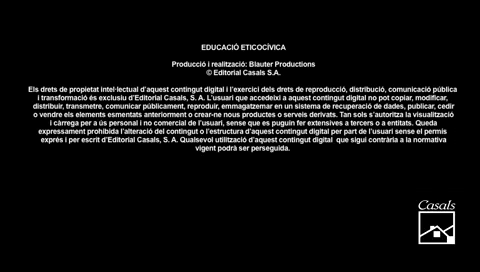 EDUCACIÓ ETICOCÍVICA
Producció i realització: Blauter Productions
© Editorial Casals S.A.
Els drets de propietat intel·lectual d'aquest contingut digital i l'exercici dels drets de reproducció, distribució, comunicació pública
i transformació és exclusiu d'Editorial Casals, S. A. L'usuari que accedeixi a aquest contingut digital no pot copiar, modificar,
distribuir, transmetre, comunicar públicament, reproduir, emmagatzemar en un sistema de recuperació de dades, publicar, cedir
o vendre els elements esmentats anteriorment o crear-ne nous productes o serveis derivats. Tan sols s'autoritza la visualització
i càrrega per a ús personal i no comercial de l'usuari, sense que es puguin fer extensives a tercers o a entitats. Queda
expressament prohibida l'alteració del contingut o l'estructura d'aquest contingut digital per part de l'usuari sense el permís
exprés i per escrit d'Editorial Casals, S. A. Qualsevol utilització d'aquest contingut digital que sigui contrària a la normativa
vigent podrà ser perseguida.
Casals